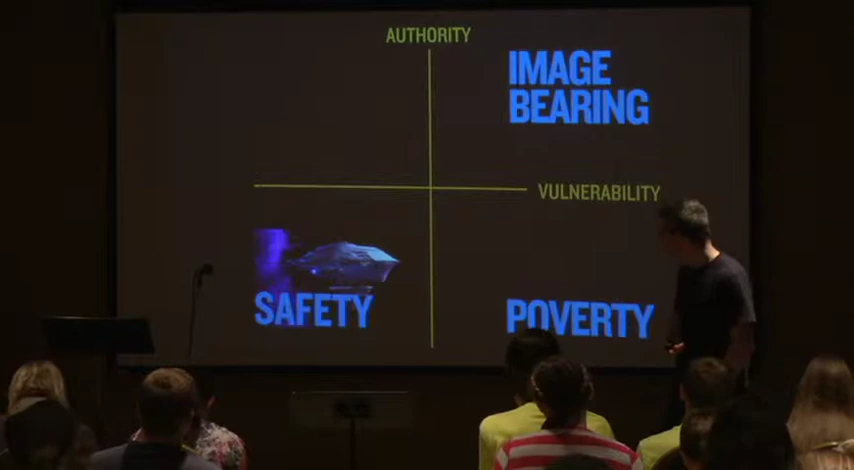 AUTHORITY
IMAGE
BEARING
VULNERABILITY
SAFETY
POVERTY